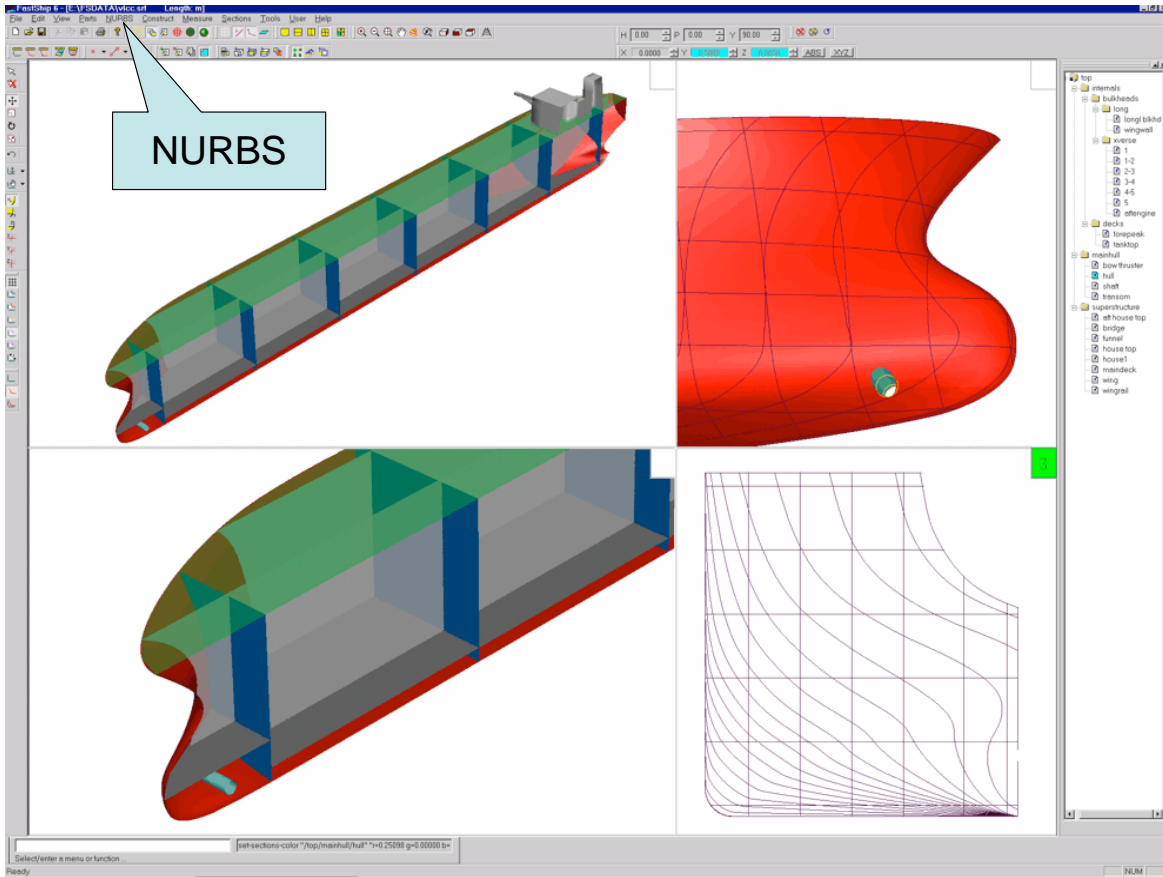 FastShip 6 - [E:\FSDATA\vlcc.srf Length: m]
File Edit View Parts NURBS Construct Measure Sections Tools User Help
H 0.00 P 0.00 Y 90.00
X 0.0000 Y Z ABS XYZ
NURBS
3
top
internals
bulkheads
long
longl blkhd
wingwall
xverse
1
1-2
2-3
3-4
4-5
5
aftengine
decks
forepeak
tanktop
mainhull
bow thruster
hull
shaft
transom
superstructure
aft house top
bridge
funnel
house top
house1
maindeck
wing
wingrail
set-sections-color "/top/mainhull/hull" "r=0.25098 g=0.00000 b=
Select/enter a menu or function ...
Ready
NUM